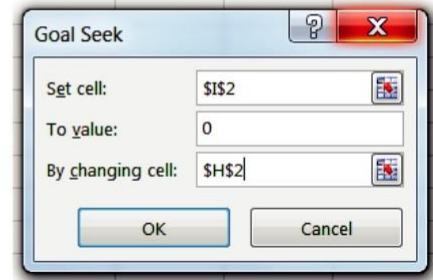 Goal Seek
Set cell: $I$2
To value: 0
By changing cell: $H$2
OK Cancel